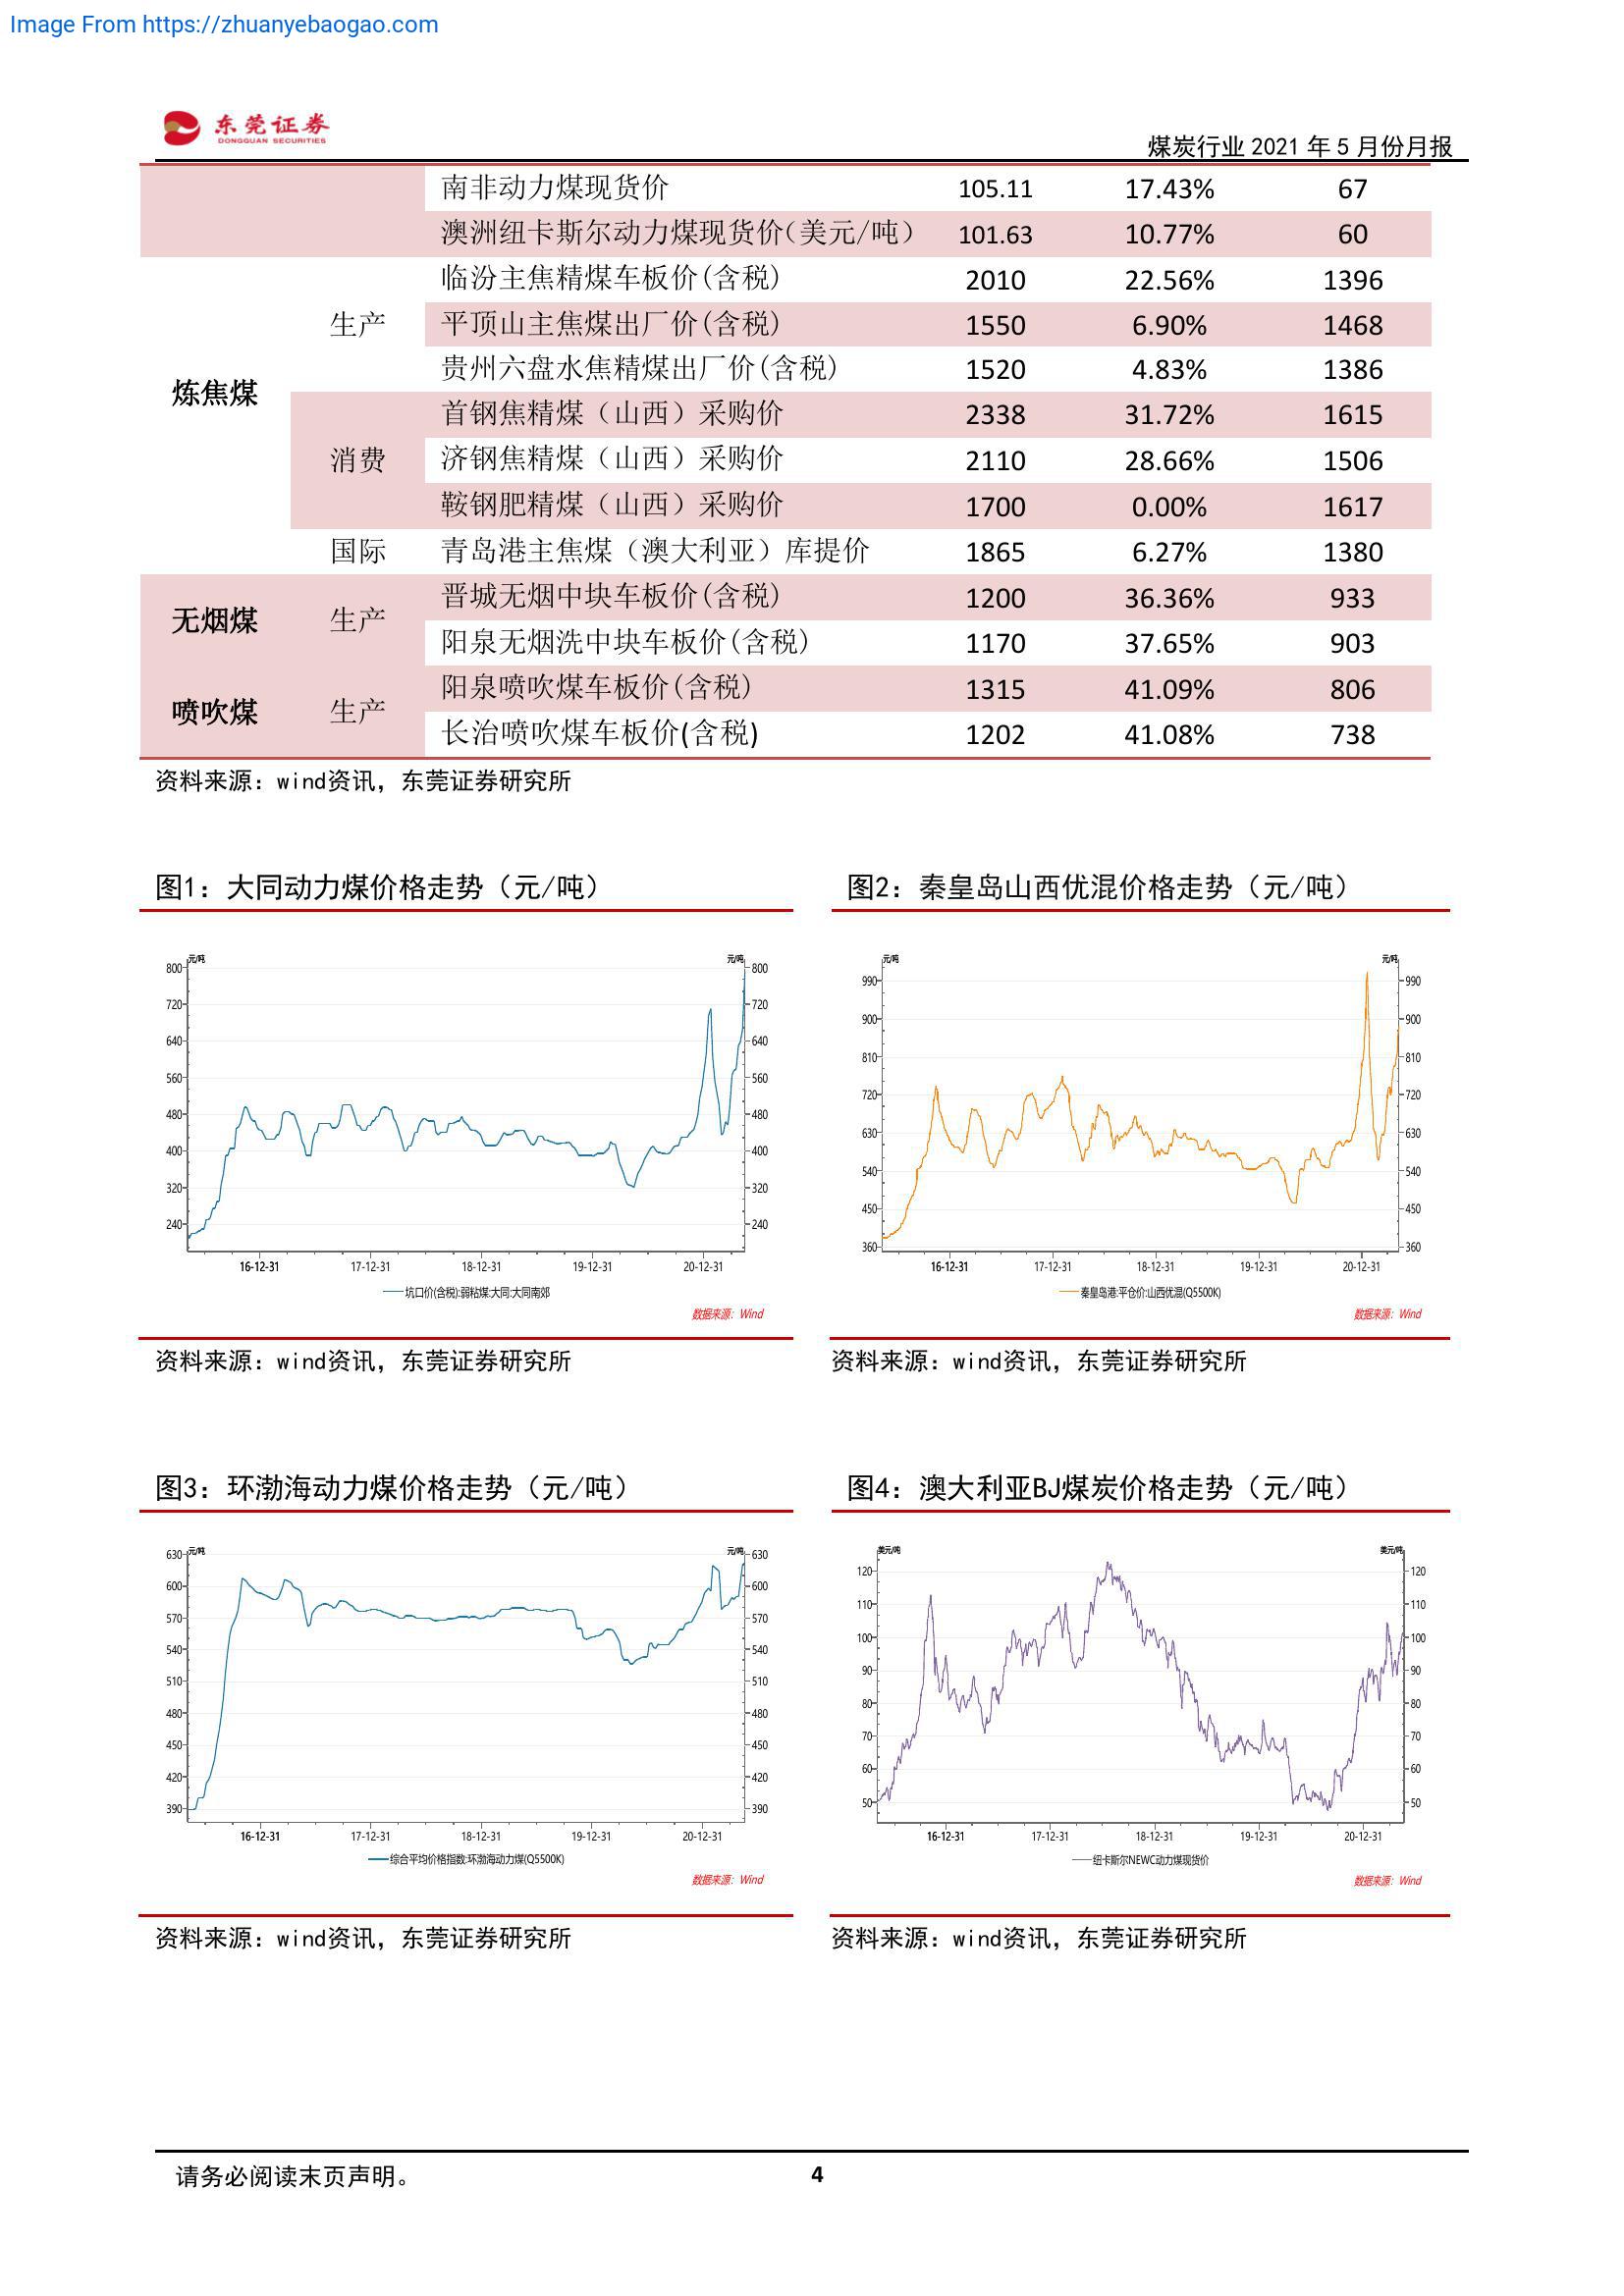 Image From https://zhuanyebaogao.com
东莞证券
DONGGUAN SECURITIES
煤炭行业 2021 年 5 月份月报
南非动力煤现货价 105.11 17.43% 67
澳洲纽卡斯尔动力煤现货价(美元/吨) 101.63 10.77% 60
炼焦煤
生产
临汾主焦精煤车板价(含税) 2010 22.56% 1396
平顶山主焦煤出厂价(含税) 1550 6.90% 1468
贵州六盘水焦精煤出厂价(含税) 1520 4.83% 1386
消费
首钢焦精煤（山西）采购价 2338 31.72% 1615
济钢焦精煤（山西）采购价 2110 28.66% 1506
鞍钢肥精煤（山西）采购价 1700 0.00% 1617
国际 青岛港主焦煤（澳大利亚）库提价 1865 6.27% 1380
无烟煤
生产
晋城无烟中块车板价(含税) 1200 36.36% 933
阳泉无烟洗中块车板价(含税) 1170 37.65% 903
喷吹煤
生产
阳泉喷吹煤车板价(含税) 1315 41.09% 806
长治喷吹煤车板价(含税) 1202 41.08% 738
资料来源：wind资讯，东莞证券研究所
图1：大同动力煤价格走势（元/吨）
元/吨 元/吨
800 800
720 720
640 640
560 560
480 480
400 400
320 320
240 240
16-12-31 17-12-31 18-12-31 19-12-31 20-12-31
坑口价(含税):弱粘煤:大同:大同南郊
数据来源：Wind
资料来源：wind资讯，东莞证券研究所
图2：秦皇岛山西优混价格走势（元/吨）
元/吨 元/吨
990 990
900 900
810 810
720 720
630 630
540 540
450 450
360 360
16-12-31 17-12-31 18-12-31 19-12-31 20-12-31
秦皇岛港:平仓价:山西优混(Q5500K)
数据来源：Wind
资料来源：wind资讯，东莞证券研究所
图3：环渤海动力煤价格走势（元/吨）
元/吨 元/吨
630 630
600 600
570 570
540 540
510 510
480 480
450 450
420 420
390 390
16-12-31 17-12-31 18-12-31 19-12-31 20-12-31
综合平均价格指数:环渤海动力煤(Q5500K)
数据来源：Wind
资料来源：wind资讯，东莞证券研究所
图4：澳大利亚BJ煤炭价格走势（元/吨）
美元/吨 美元/吨
120 120
110 110
100 100
90 90
80 80
70 70
60 60
50 50
16-12-31 17-12-31 18-12-31 19-12-31 20-12-31
纽卡斯尔NEWC动力煤现货价
数据来源：Wind
资料来源：wind资讯，东莞证券研究所
请务必阅读末页声明。
4